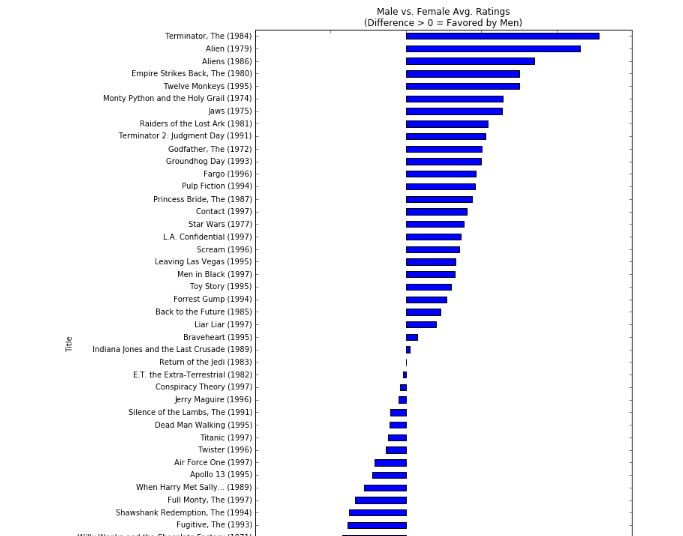 Male vs. Female Avg. Ratings
(Difference > 0 = Favored by Men)
Terminator, The (1984)
Alien (1979)
Aliens (1986)
Empire Strikes Back, The (1980)
Twelve Monkeys (1995)
Monty Python and the Holy Grail (1974)
Jaws (1975)
Raiders of the Lost Ark (1981)
Terminator 2: Judgment Day (1991)
Godfather, The (1972)
Groundhog Day (1993)
Fargo (1996)
Pulp Fiction (1994)
Princess Bride, The (1987)
Contact (1997)
Star Wars (1977)
L.A. Confidential (1997)
Scream (1996)
Leaving Las Vegas (1995)
Men in Black (1997)
Toy Story (1995)
Forrest Gump (1994)
Back to the Future (1985)
Liar Liar (1997)
Braveheart (1995)
Title
Indiana Jones and the Last Crusade (1989)
Return of the Jedi (1983)
E.T. the Extra-Terrestrial (1982)
Conspiracy Theory (1997)
Jerry Maguire (1996)
Silence of the Lambs, The (1991)
Dead Man Walking (1995)
Titanic (1997)
Twister (1996)
Air Force One (1997)
Apollo 13 (1995)
When Harry Met Sally... (1989)
Full Monty, The (1997)
Shawshank Redemption, The (1994)
Fugitive, The (1993)